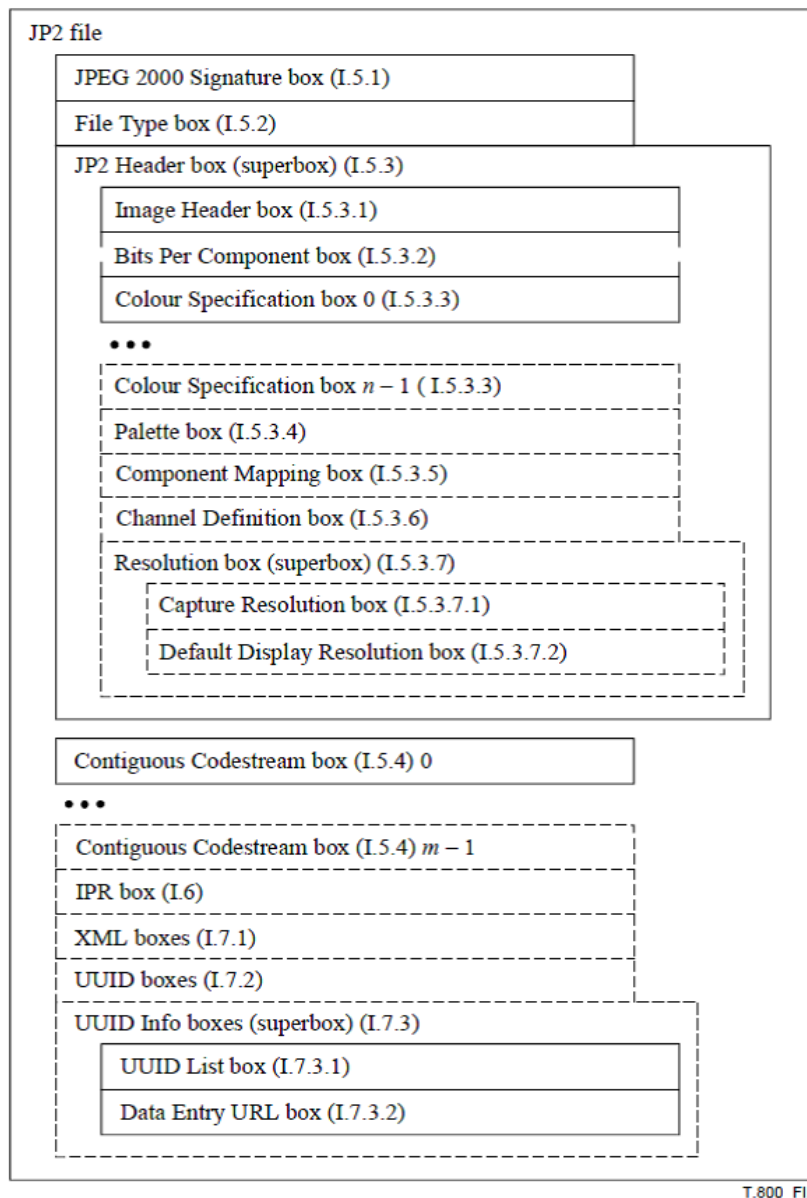 JP2 file
JPEG 2000 Signature box (I.5.1)
File Type box (I.5.2)
JP2 Header box (superbox) (I.5.3)
Image Header box (I.5.3.1)
Bits Per Component box (I.5.3.2)
Colour Specification box 0 (I.5.3.3)
•••
Colour Specification box n – 1 ( I.5.3.3)
Palette box (I.5.3.4)
Component Mapping box (I.5.3.5)
Channel Definition box (I.5.3.6)
Resolution box (superbox) (I.5.3.7)
Capture Resolution box (I.5.3.7.1)
Default Display Resolution box (I.5.3.7.2)
Contiguous Codestream box (I.5.4) 0
•••
Contiguous Codestream box (I.5.4) m – 1
IPR box (I.6)
XML boxes (I.7.1)
UUID boxes (I.7.2)
UUID Info boxes (superbox) (I.7.3)
UUID List box (I.7.3.1)
Data Entry URL box (I.7.3.2)
T.800_FI